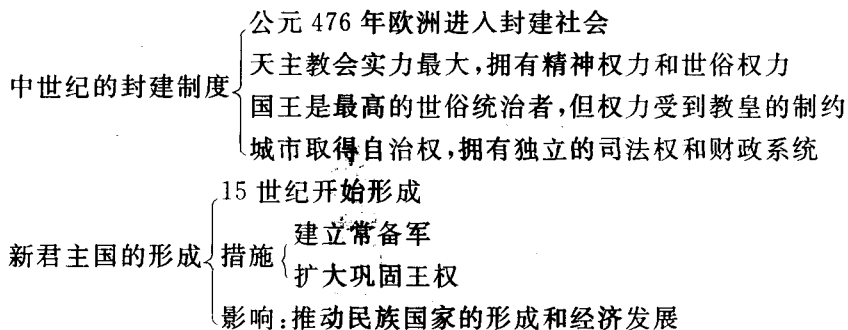 公元 476 年欧洲进入封建社会
天主教会实力最大,拥有精神权力和世俗权力
中世纪的封建制度
国王是最高的世俗统治者,但权力受到教皇的制约
城市取得自治权,拥有独立的司法权和财政系统
15 世纪开始形成
建立常备军
新君主国的形成 措施
扩大巩固王权
影响:推动民族国家的形成和经济发展